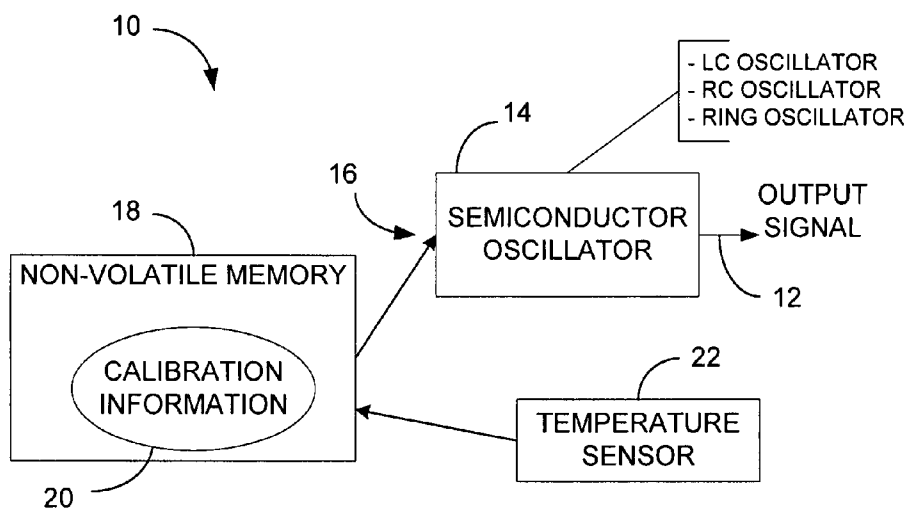 10
- LC OSCILLATOR
- RC OSCILLATOR
- RING OSCILLATOR
14
16
SEMICONDUCTOR
OSCILLATOR
OUTPUT
SIGNAL
12
18
NON-VOLATILE MEMORY
CALIBRATION
INFORMATION
20
22
TEMPERATURE
SENSOR